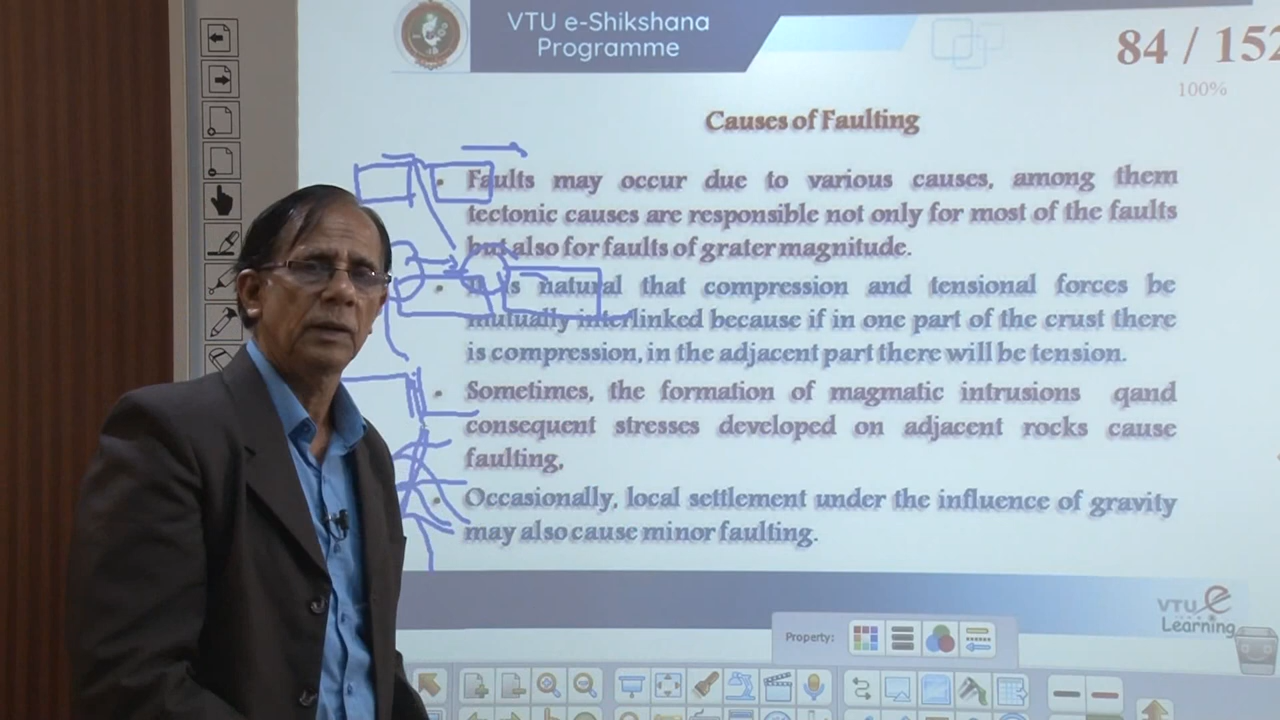 VTU e-Shikshana
Programme
84 / 152
100%
Causes of Faulting
• Faults may occur due to various causes, among them
tectonic causes are responsible not only for most of the faults
but also for faults of grater magnitude.
• It is natural that compression and tensional forces be
mutually interlinked because if in one part of the crust there
is compression, in the adjacent part there will be tension.
• Sometimes, the formation of magmatic intrusions qand
consequent stresses developed on adjacent rocks cause
faulting,
• Occasionally, local settlement under the influence of gravity
may also cause minor faulting.
VTU e
Learning
Property: